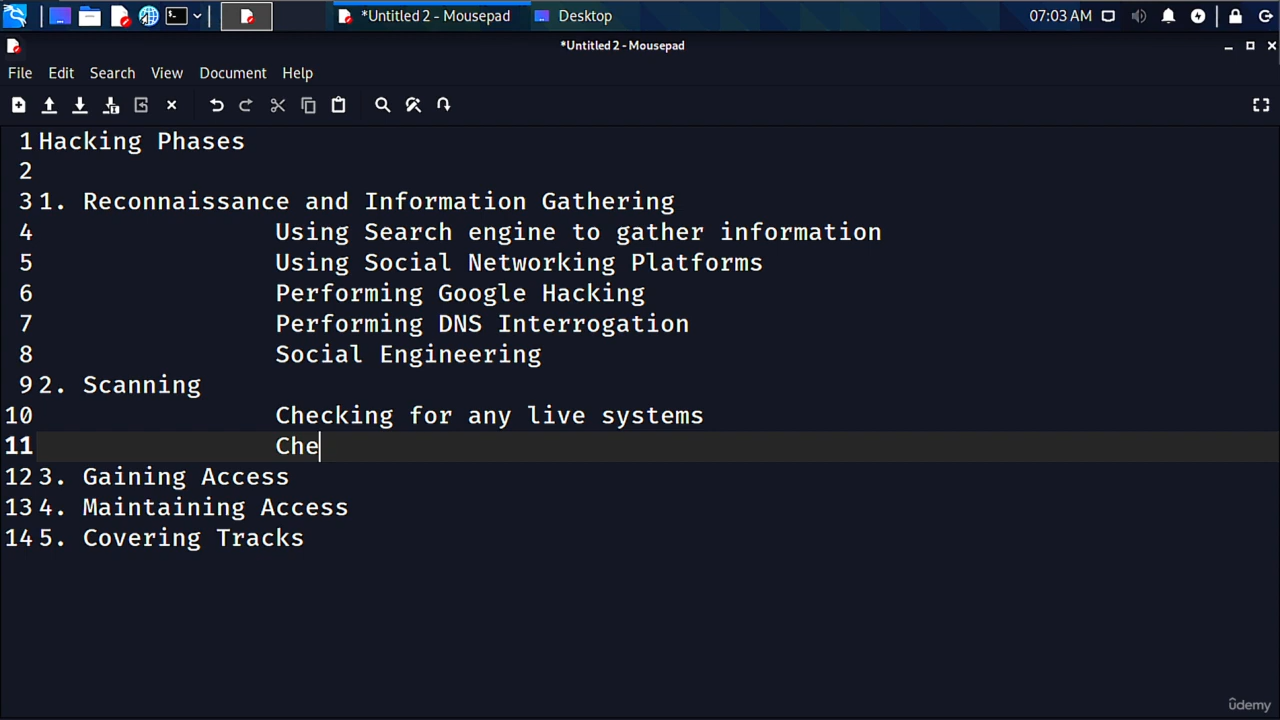 *Untitled 2 - Mousepad
Desktop
07:03 AM
*Untitled 2 - Mousepad
File Edit Search View Document Help
1 Hacking Phases
2
3 1. Reconnaissance and Information Gathering
4 Using Search engine to gather information
5 Using Social Networking Platforms
6 Performing Google Hacking
7 Performing DNS Interrogation
8 Social Engineering
9 2. Scanning
10 Checking for any live systems
11 Che
12 3. Gaining Access
13 4. Maintaining Access
14 5. Covering Tracks
ûdemy